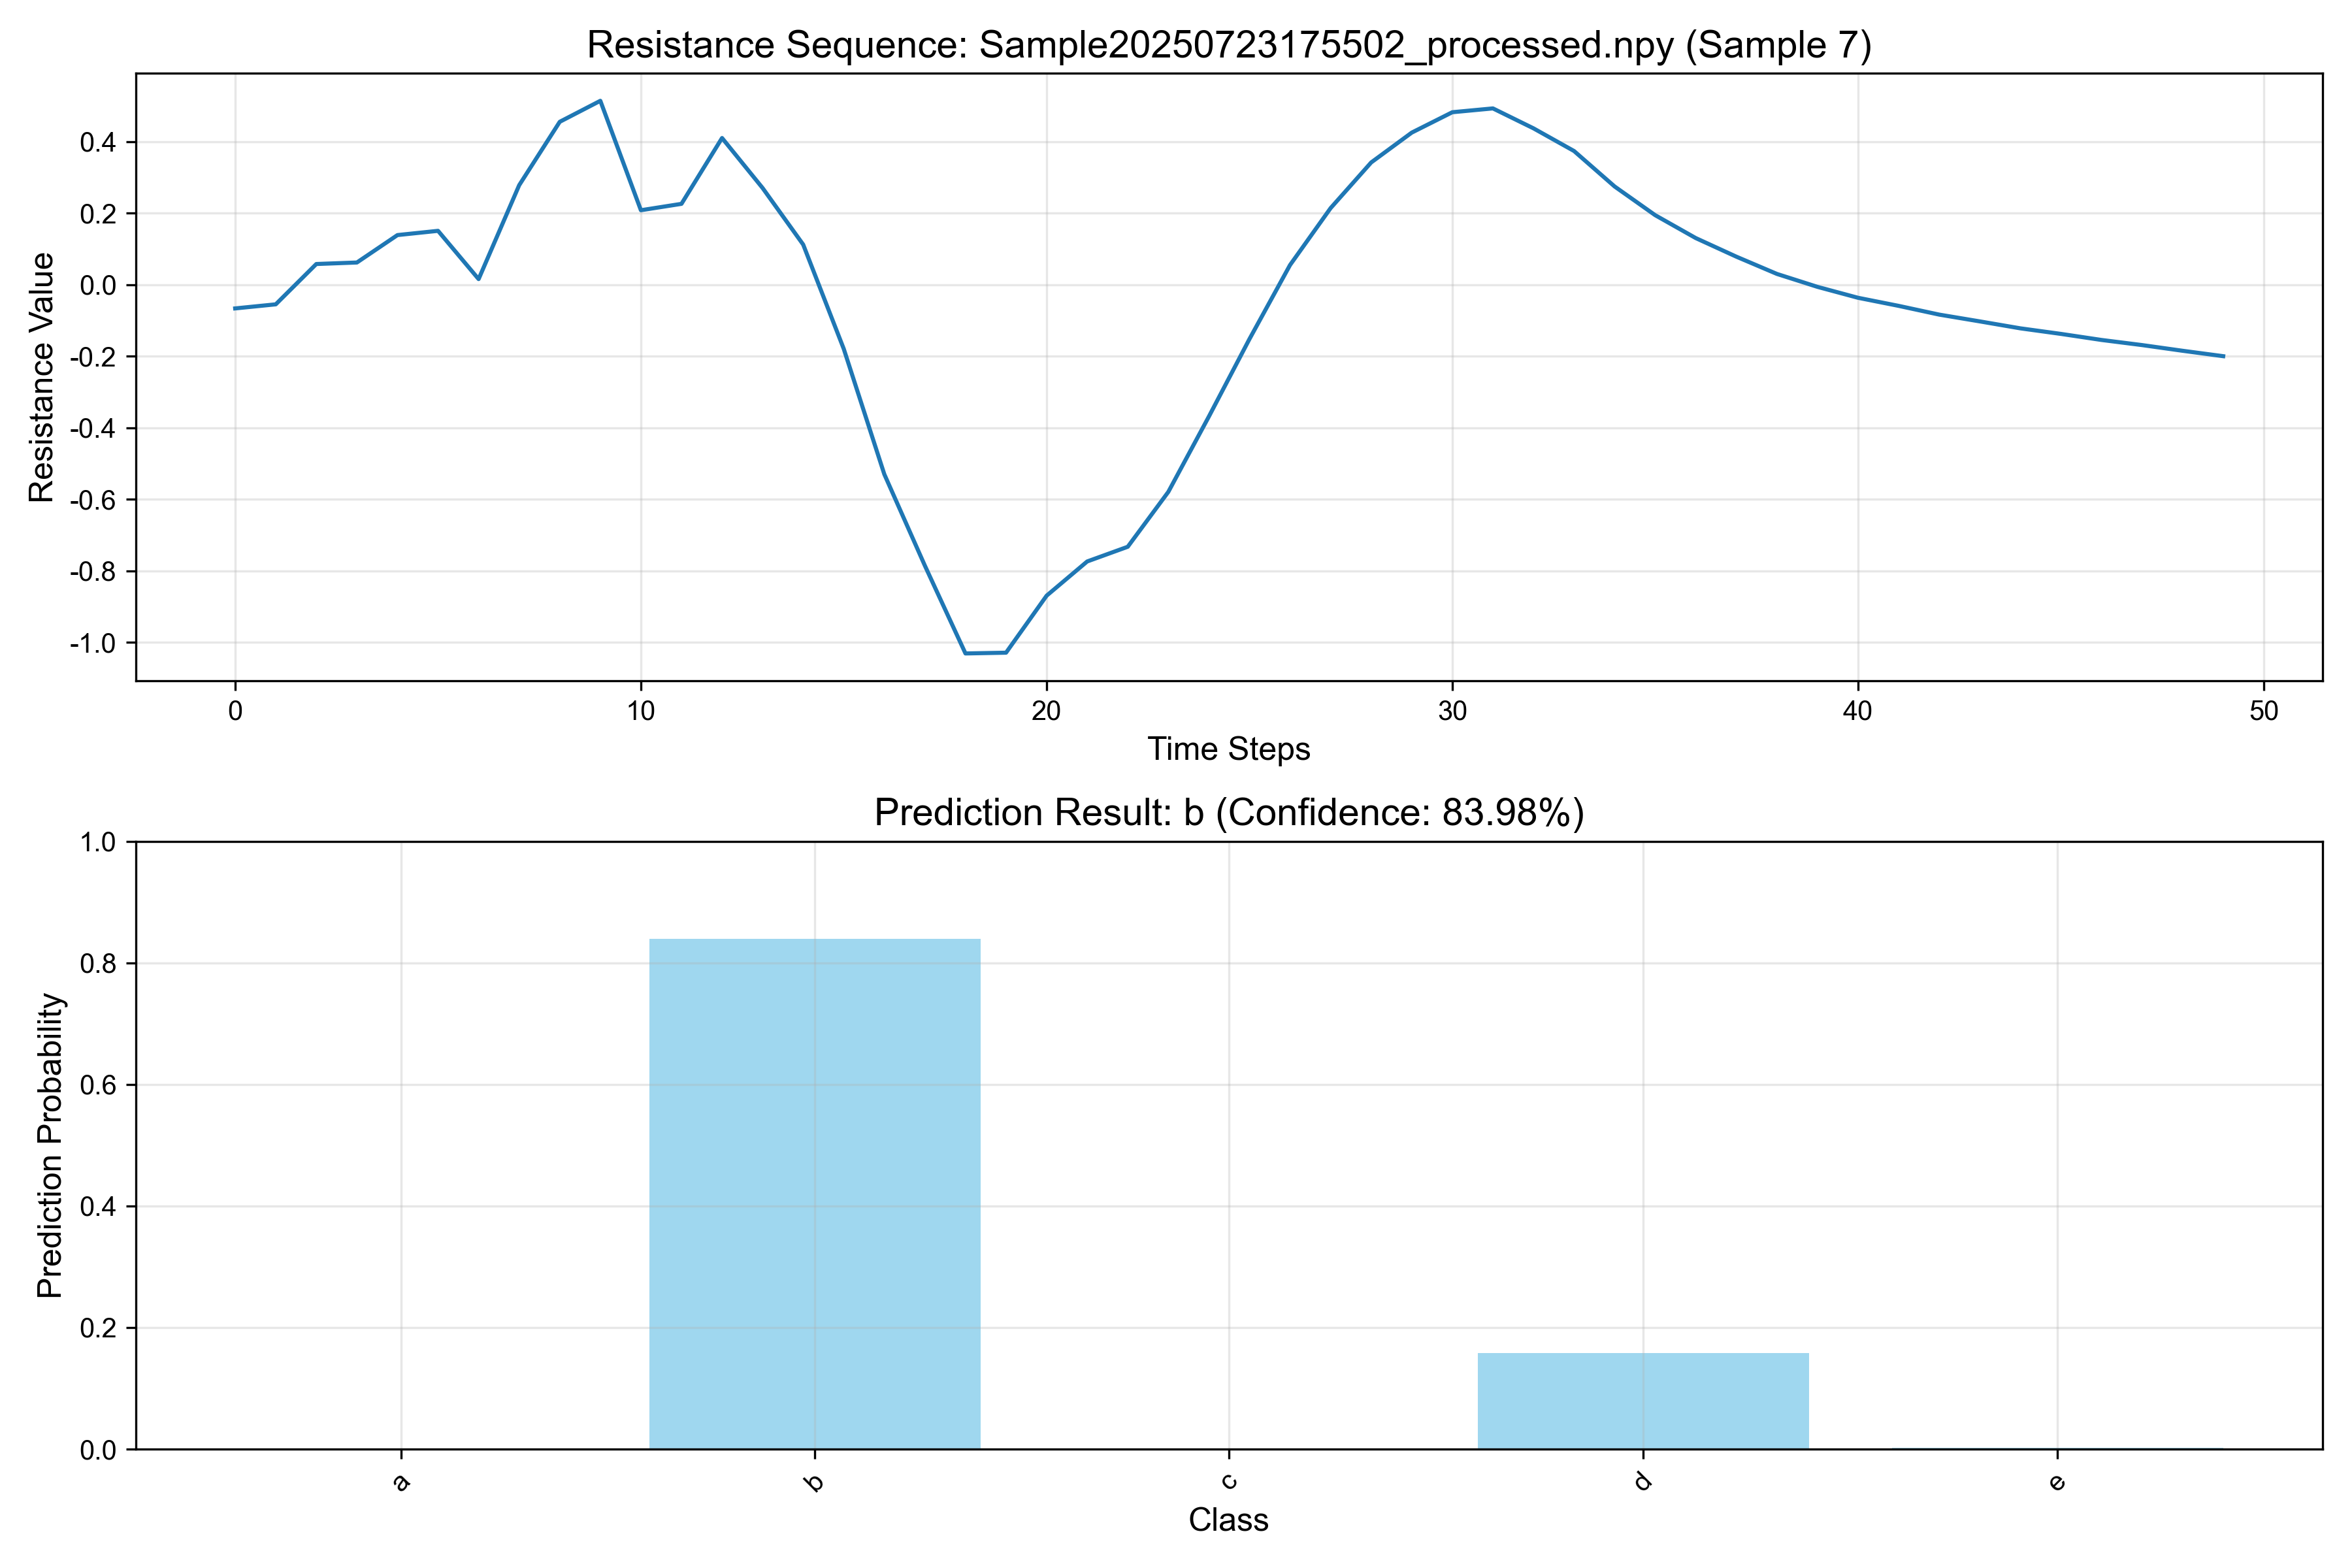 Resistance Sequence: Sample20250723175502_processed.npy (Sample 7)
Resistance Value
0.4
0.2
0.0
-0.2
-0.4
-0.6
-0.8
-1.0
0 10 20 30 40 50
Time Steps
Prediction Result: b (Confidence: 83.98%)
Prediction Probability
1.0
0.8
0.6
0.4
0.2
0.0
a b c d e
Class